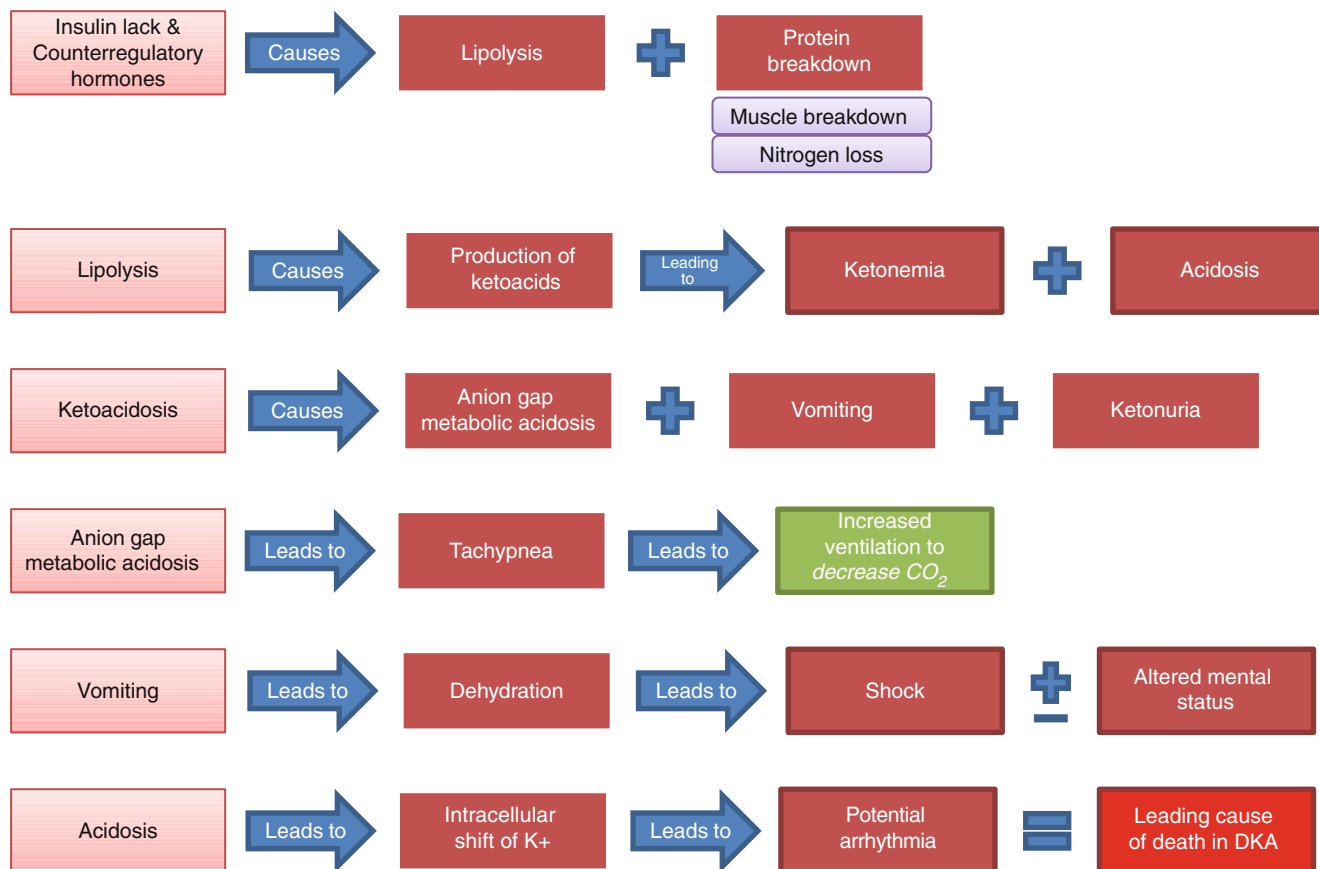 Insulin lack &
Counterregulatory
hormones
Causes
Lipolysis
Protein
breakdown
Muscle breakdown
Nitrogen loss
Lipolysis
Causes
Production of
ketoacids
Leading
to
Ketonemia
Acidosis
Ketoacidosis
Causes
Anion gap
metabolic acidosis
Vomiting
Ketonuria
Anion gap
metabolic acidosis
Leads to
Tachypnea
Leads to
Increased
ventilation to
decrease CO2
Vomiting
Leads to
Dehydration
Leads to
Shock
Altered mental
status
Acidosis
Leads to
Intracellular
shift of K+
Leads to
Potential
arrhythmia
Leading cause
of death in DKA